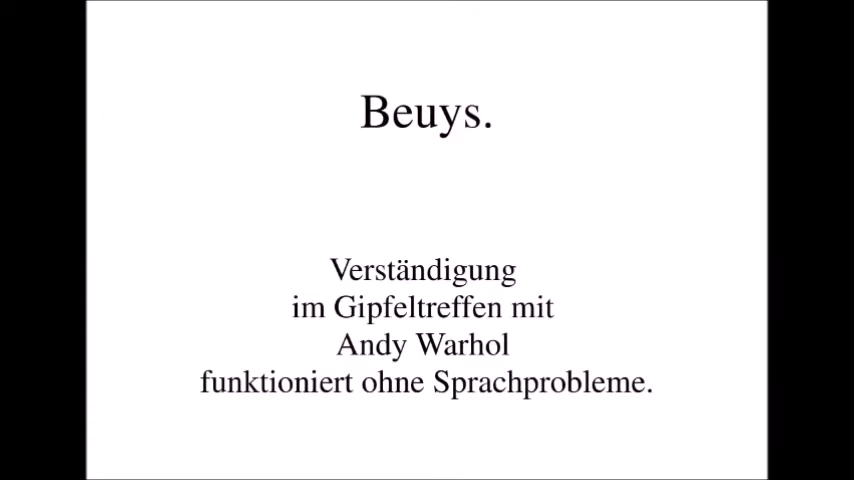 Beuys.
Verständigung
im Gipfeltreffen mit
Andy Warhol
funktioniert ohne Sprachprobleme.